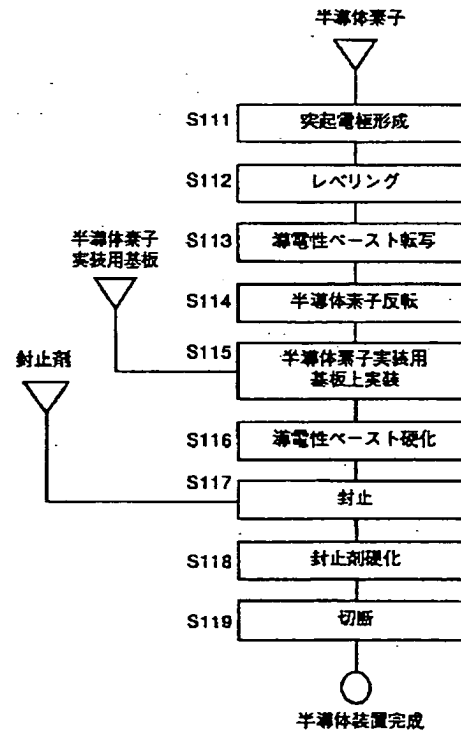 半導体素子
S111
突起電極形成
S112
レベリング
半導体素子
実装用基板
S113
導電性ペースト転写
S114
半導体素子反転
S115
半導体素子実装用
基板上実装
封止剤
S116
導電性ペースト硬化
S117
封止
S118
封止剤硬化
S119
切断
半導体装置完成